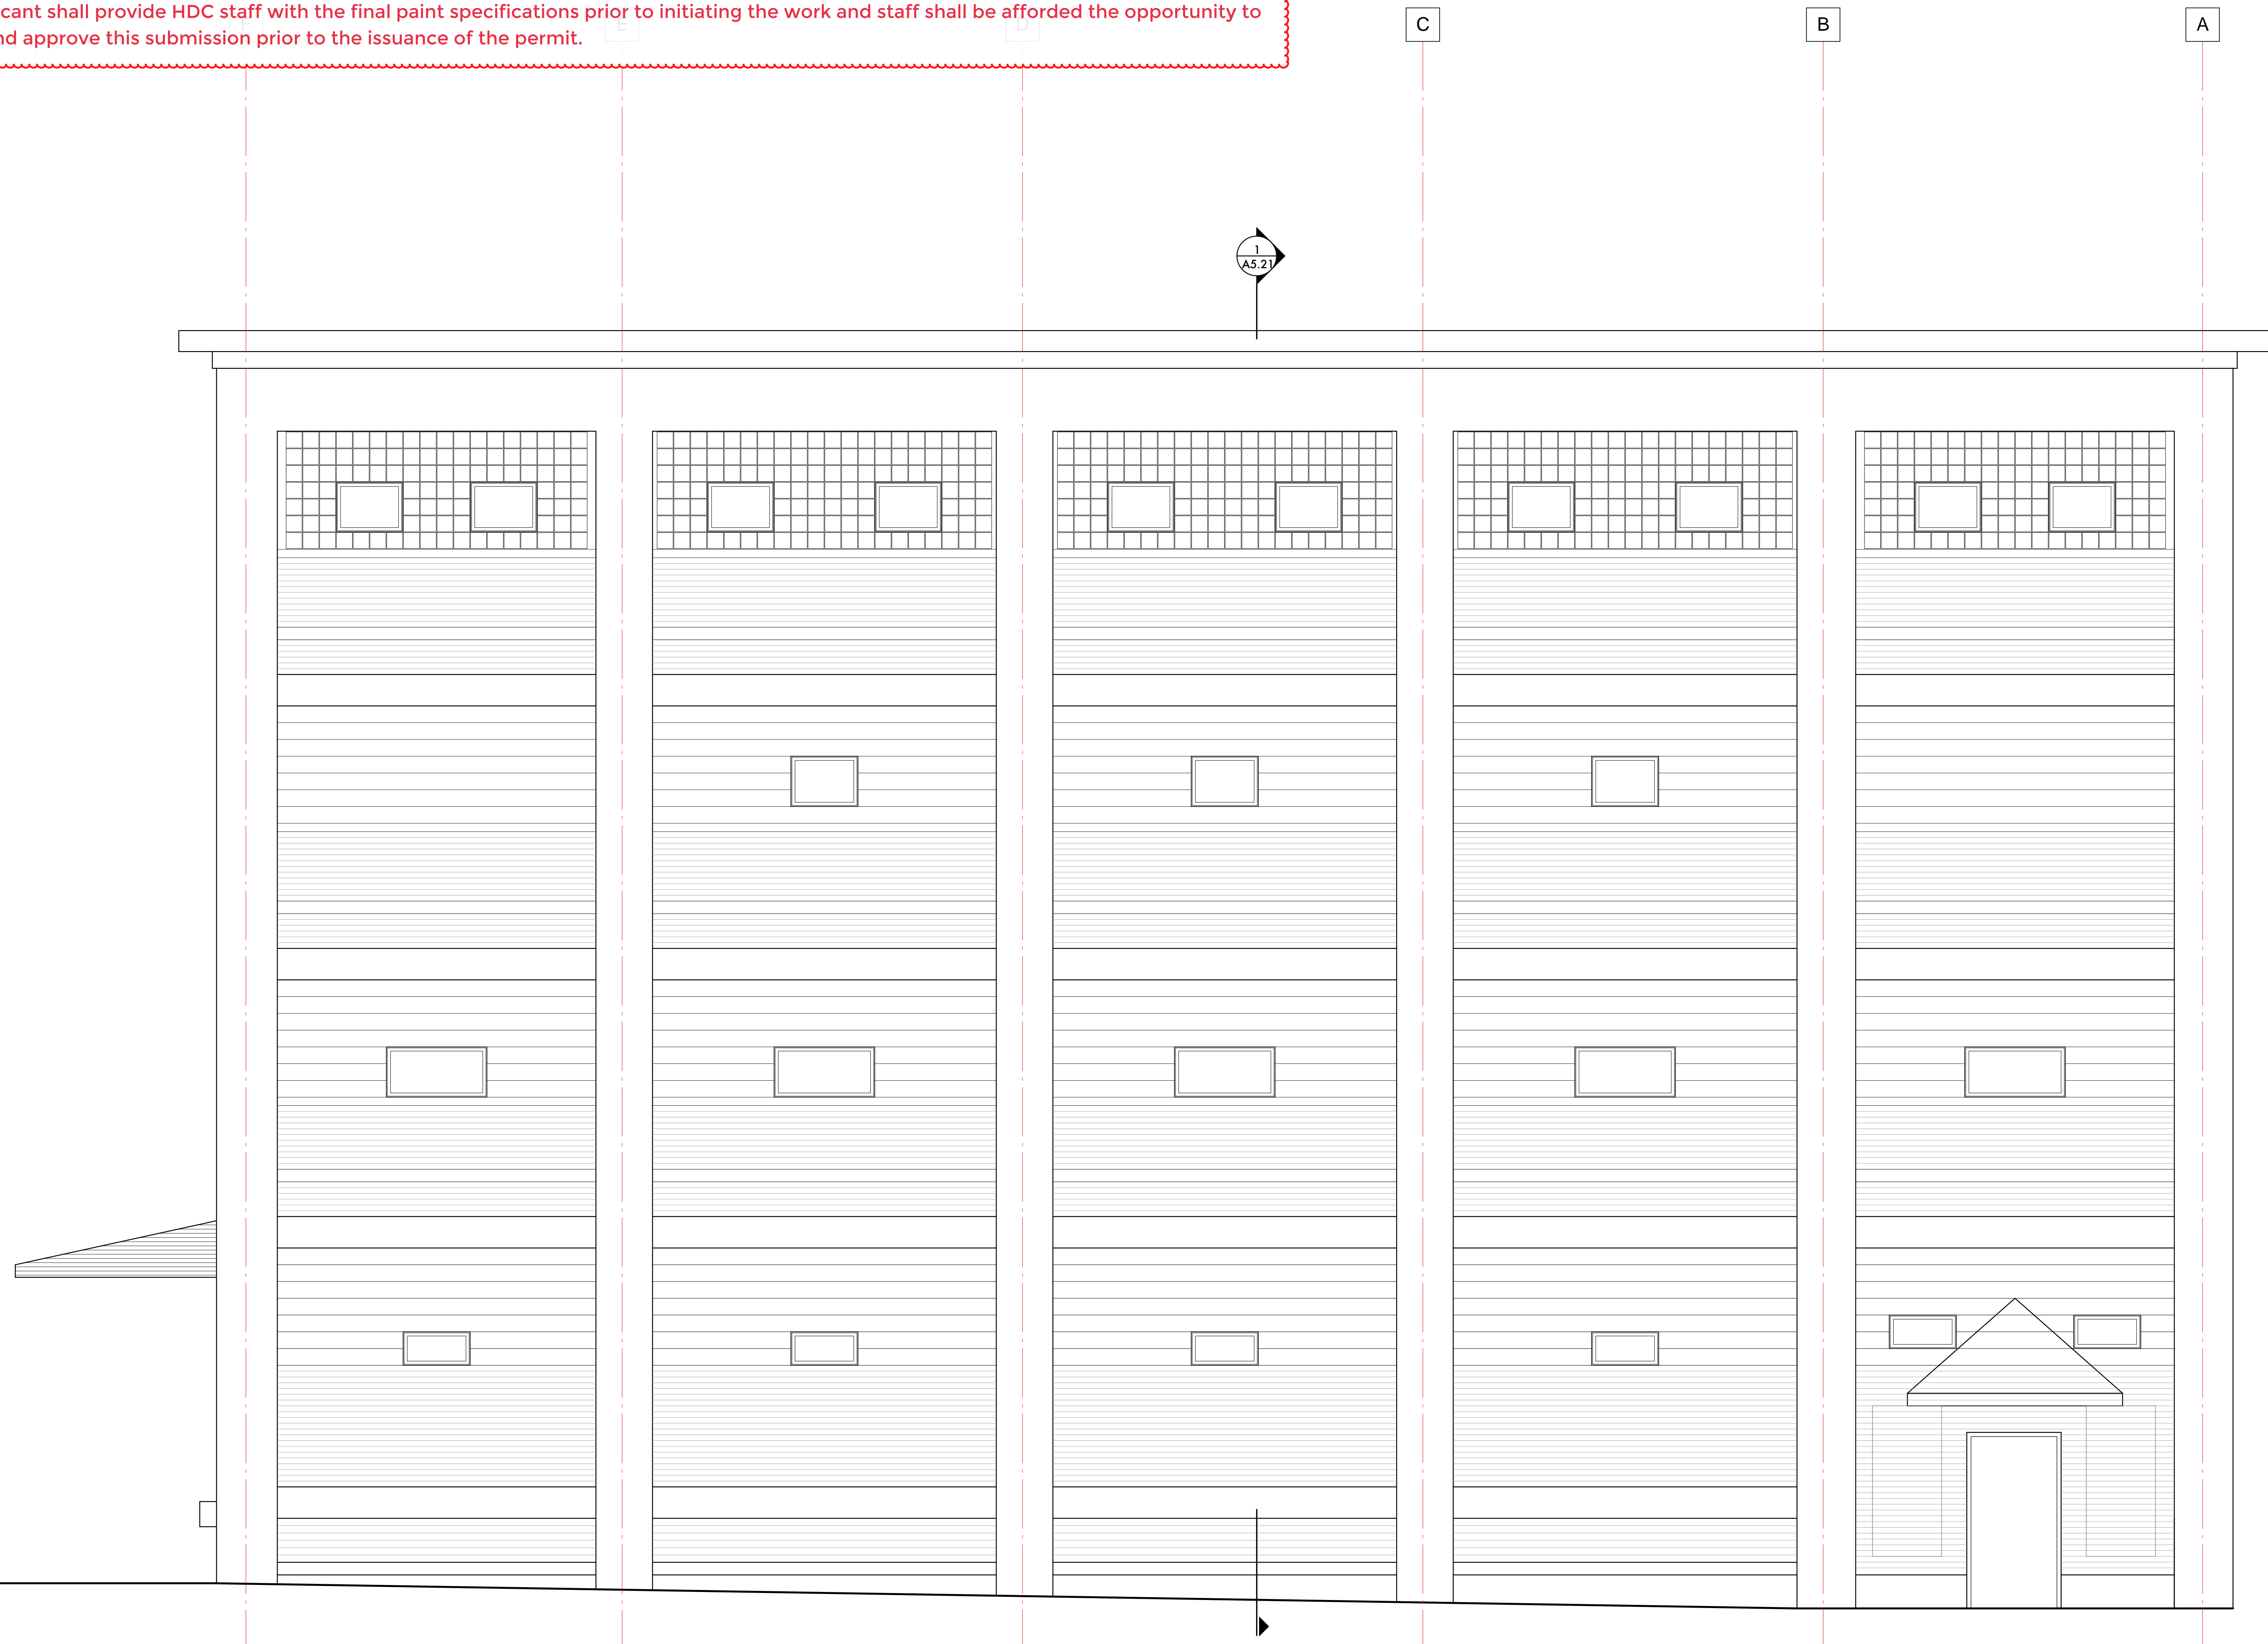 cant shall provide HDC staff with the final paint specifications prior to initiating the work and staff shall be afforded the opportunity to
nd approve this submission prior to the issuance of the permit.
E
D
C
B
A
1
A5.21